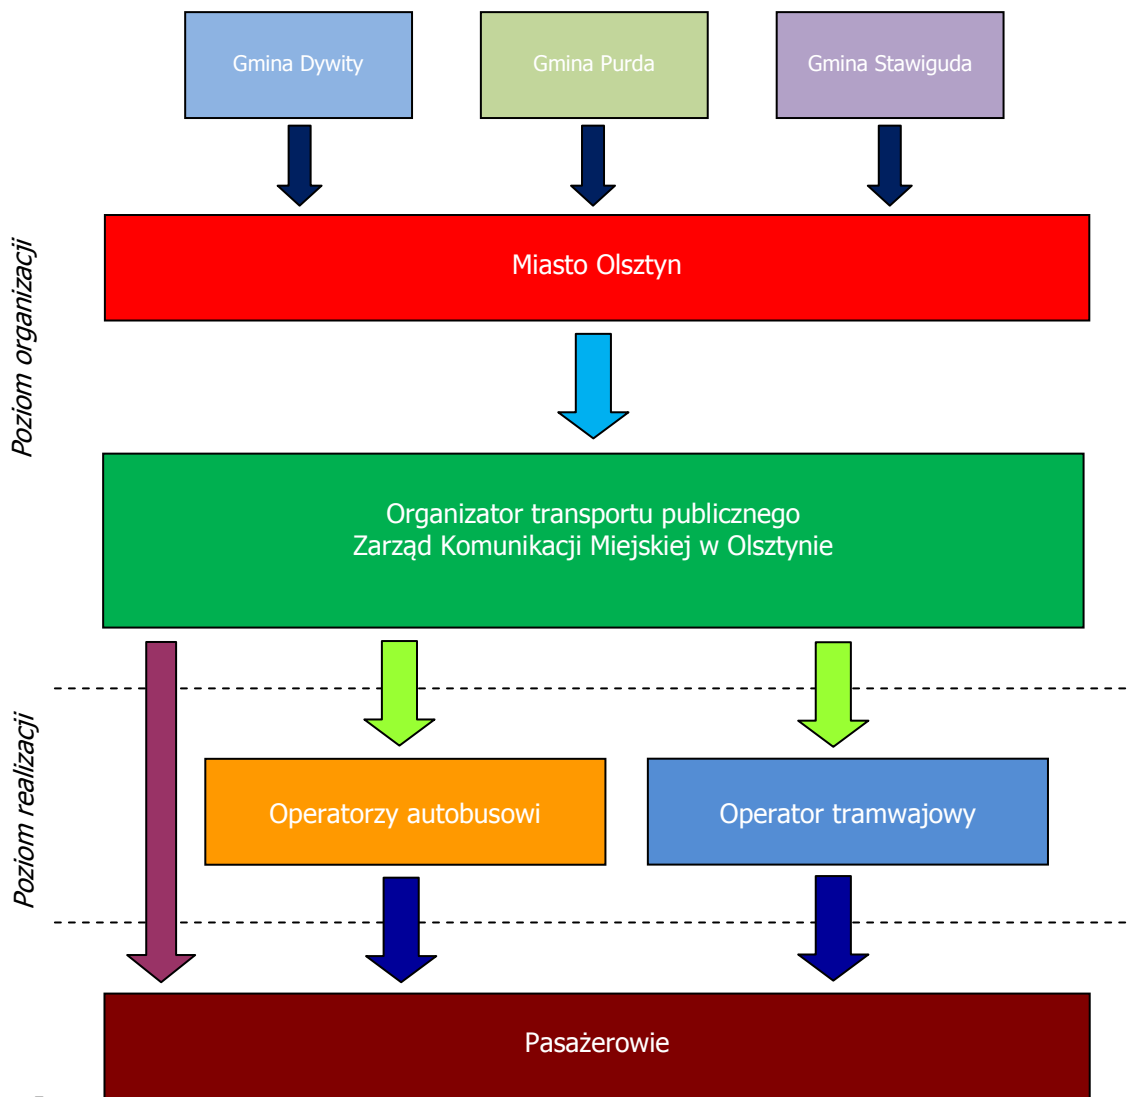 Gmina Dywity
Gmina Purda
Gmina Stawiguda
Poziom organizacji
Miasto Olsztyn
Organizator transportu publicznego
Zarząd Komunikacji Miejskiej w Olsztynie
Poziom realizacji
Operatorzy autobusowi
Operator tramwajowy
Pasażerowie